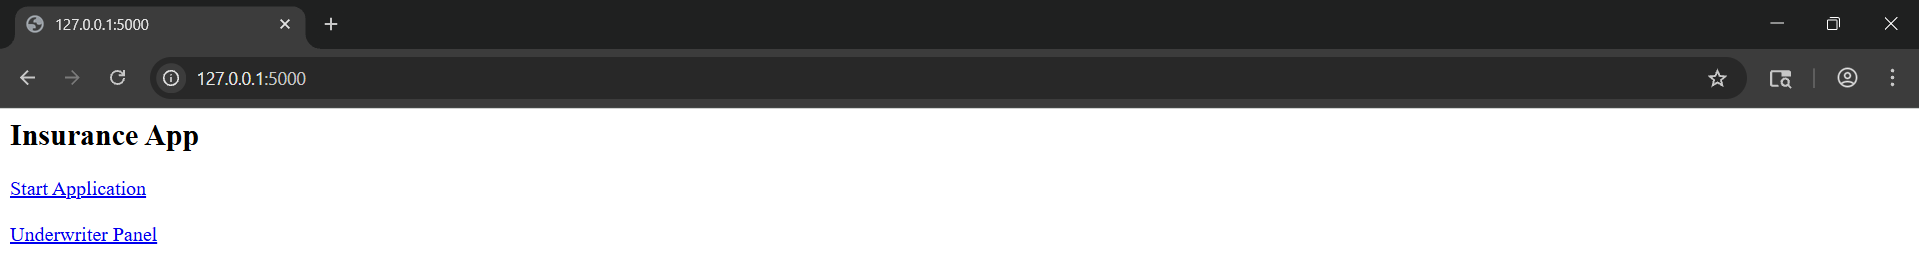 127.0.0.1:5000
127.0.0.1:5000
Insurance App
Start Application
Underwriter Panel